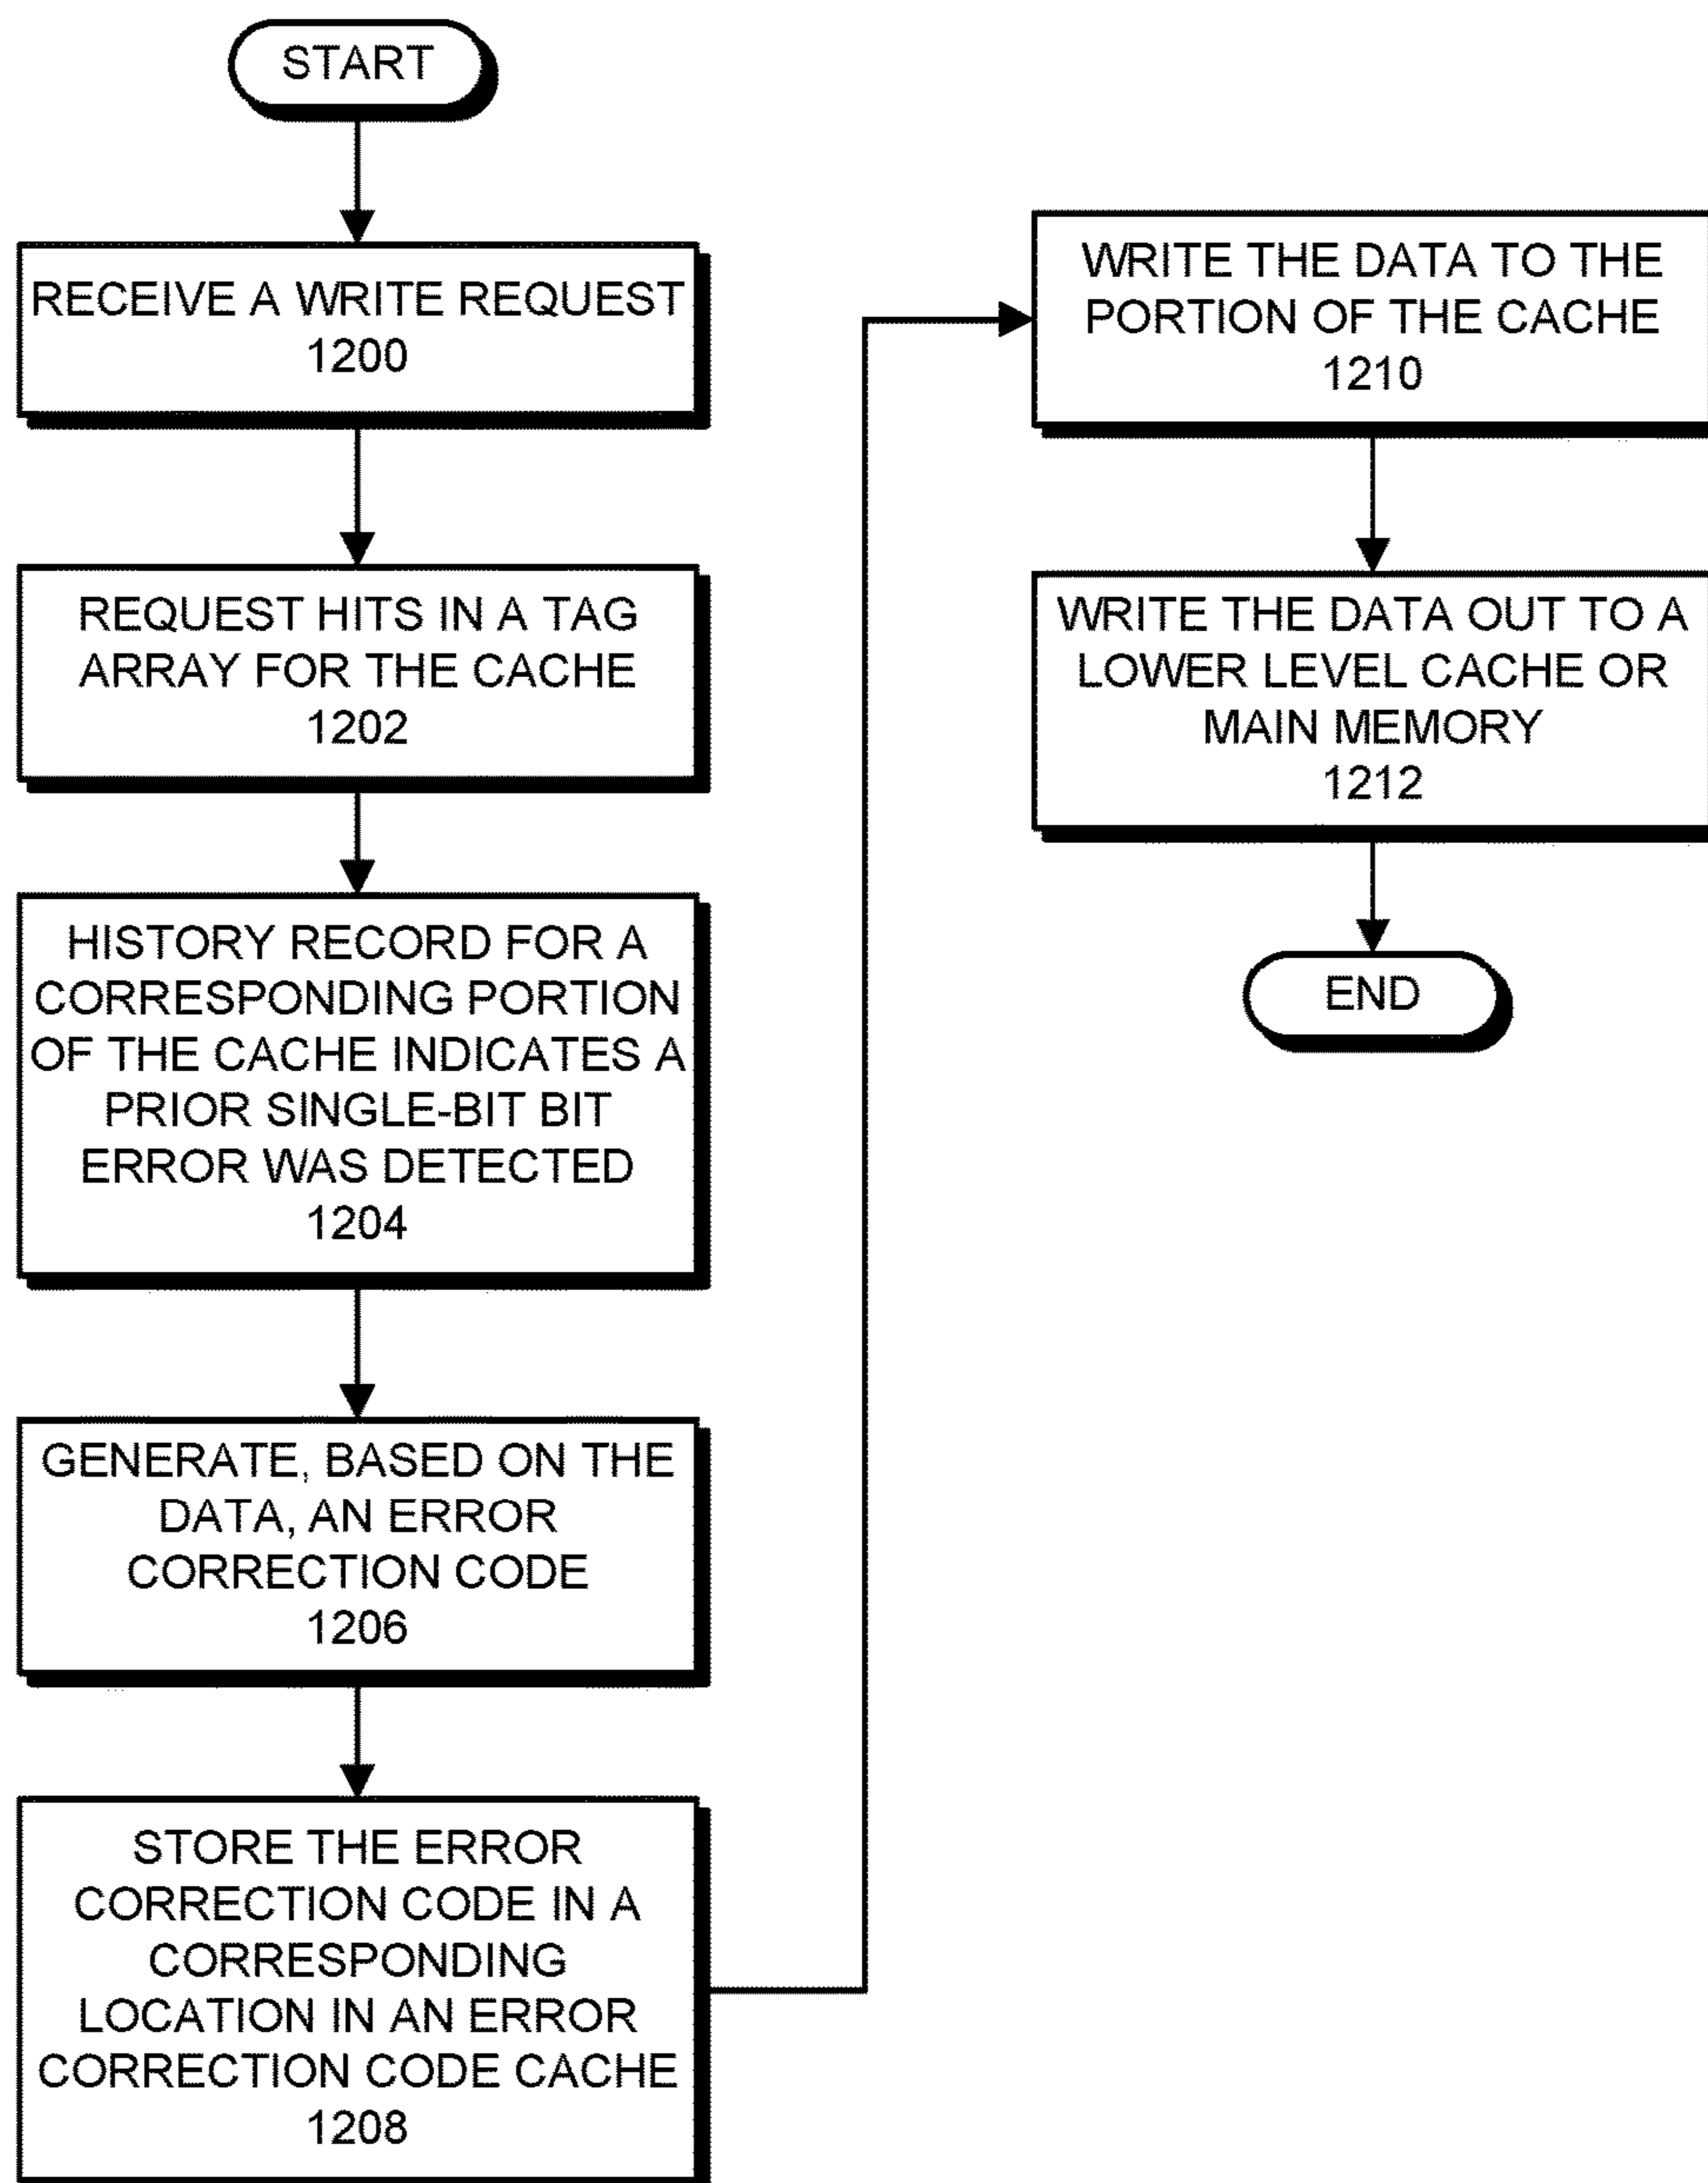 START
RECEIVE A WRITE REQUEST
1200
REQUEST HITS IN A TAG
ARRAY FOR THE CACHE
1202
HISTORY RECORD FOR A
CORRESPONDING PORTION
OF THE CACHE INDICATES A
PRIOR SINGLE-BIT BIT
ERROR WAS DETECTED
1204
GENERATE, BASED ON THE
DATA, AN ERROR
CORRECTION CODE
1206
STORE THE ERROR
CORRECTION CODE IN A
CORRESPONDING
LOCATION IN AN ERROR
CORRECTION CODE CACHE
1208
WRITE THE DATA TO THE
PORTION OF THE CACHE
1210
WRITE THE DATA OUT TO A
LOWER LEVEL CACHE OR
MAIN MEMORY
1212
END